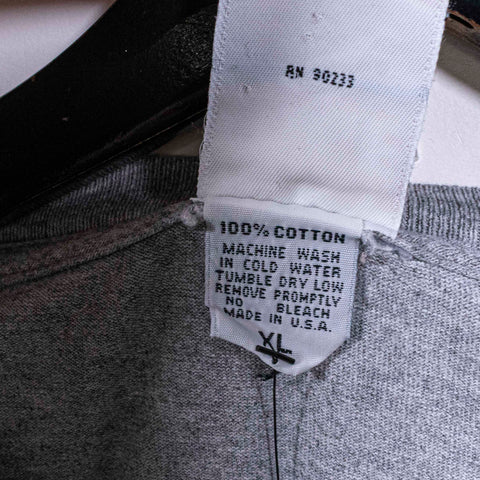 RN 90233
100% COTTON
MACHINE WASH
IN COLD WATER
TUMBLE DRY LOW
REMOVE PROMPTLY
NO BLEACH
MADE IN U.S.A.
XL